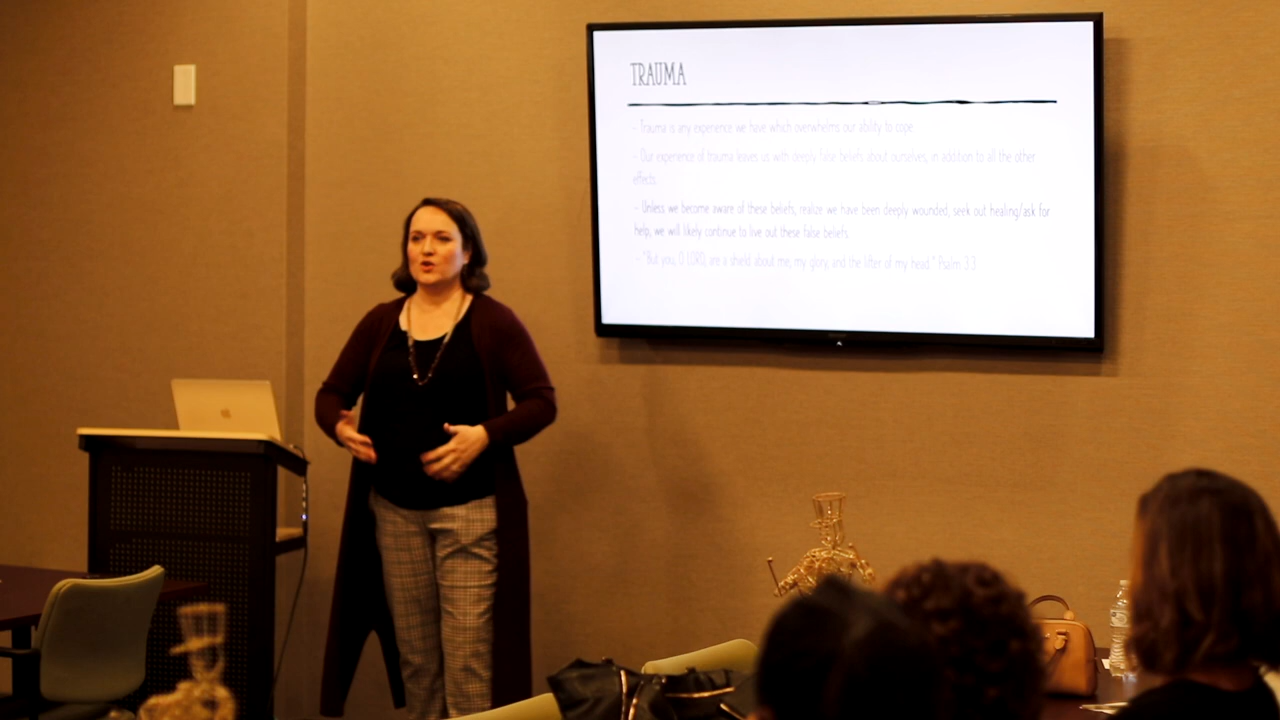 TRAUMA
- Trauma is any experience we have which overwhelms our ability to cope
- Our experience of trauma leaves us with deeply false beliefs about ourselves, in addition to all the other
effects
- Unless we become aware of these beliefs, realize we have been deeply wounded, seek out healing/ask for
help, we will likely continue to live out these false beliefs
- "But you, O LORD, are a shield about me, my glory, and the lifter of my head." Psalm 3:3